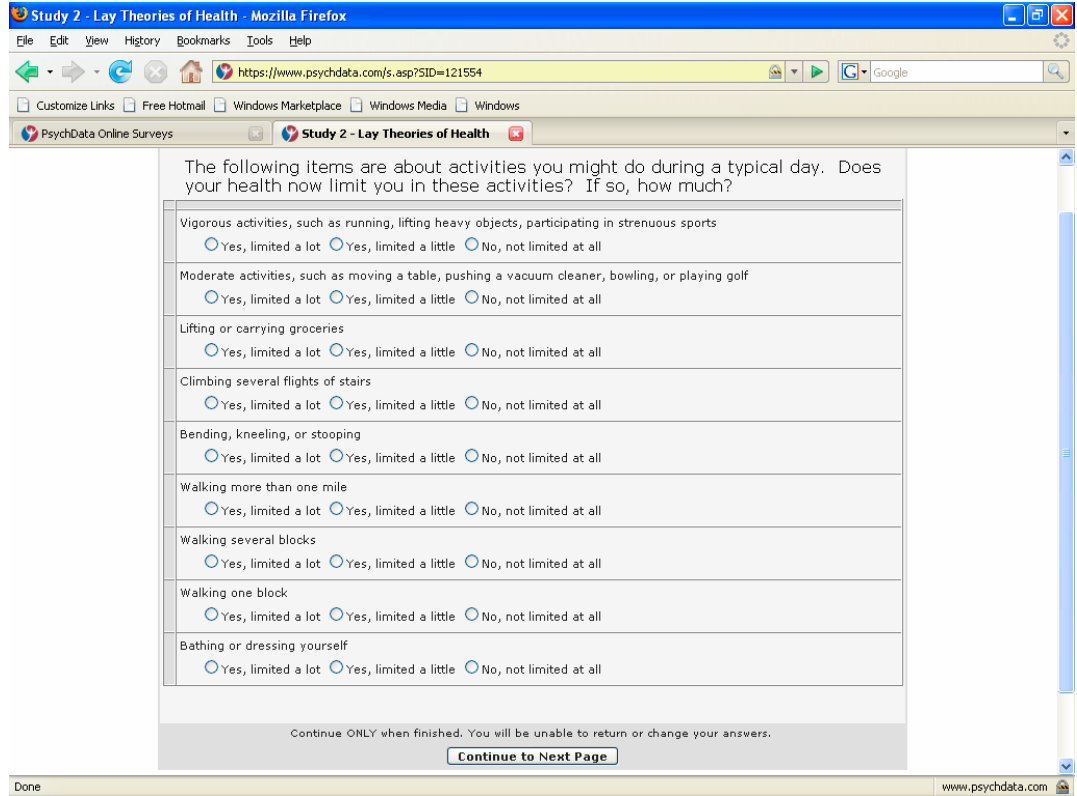 Study 2 - Lay Theories of Health - Mozilla Firefox
File Edit View History Bookmarks Tools Help
https://www.psychdata.com/s.asp?SID=121554 G Google
Customize Links Free Hotmail Windows Marketplace Windows Media Windows
PsychData Online Surveys Study 2 - Lay Theories of Health
The following items are about activities you might do during a typical day. Does
your health now limit you in these activities? If so, how much?
Vigorous activities, such as running, lifting heavy objects, participating in strenuous sports
Yes, limited a lot Yes, limited a little No, not limited at all
Moderate activities, such as moving a table, pushing a vacuum cleaner, bowling, or playing golf
Yes, limited a lot Yes, limited a little No, not limited at all
Lifting or carrying groceries
Yes, limited a lot Yes, limited a little No, not limited at all
Climbing several flights of stairs
Yes, limited a lot Yes, limited a little No, not limited at all
Bending, kneeling, or stooping
Yes, limited a lot Yes, limited a little No, not limited at all
Walking more than one mile
Yes, limited a lot Yes, limited a little No, not limited at all
Walking several blocks
Yes, limited a lot Yes, limited a little No, not limited at all
Walking one block
Yes, limited a lot Yes, limited a little No, not limited at all
Bathing or dressing yourself
Yes, limited a lot Yes, limited a little No, not limited at all
Continue ONLY when finished. You will be unable to return or change your answers.
Continue to Next Page
Done www.psychdata.com